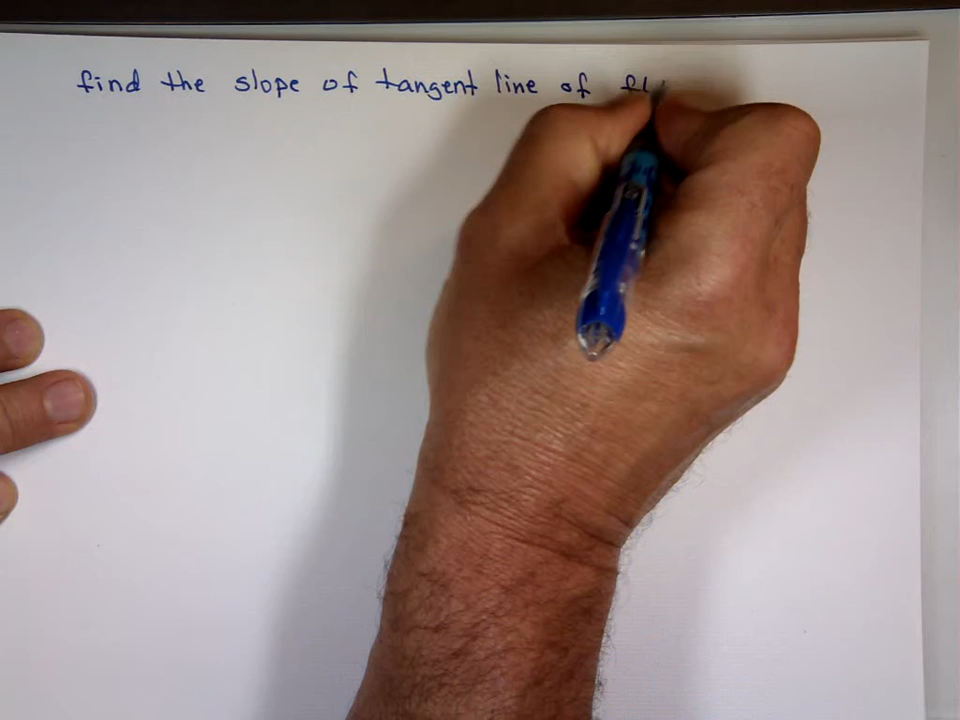 find the slope of tangent line of f(